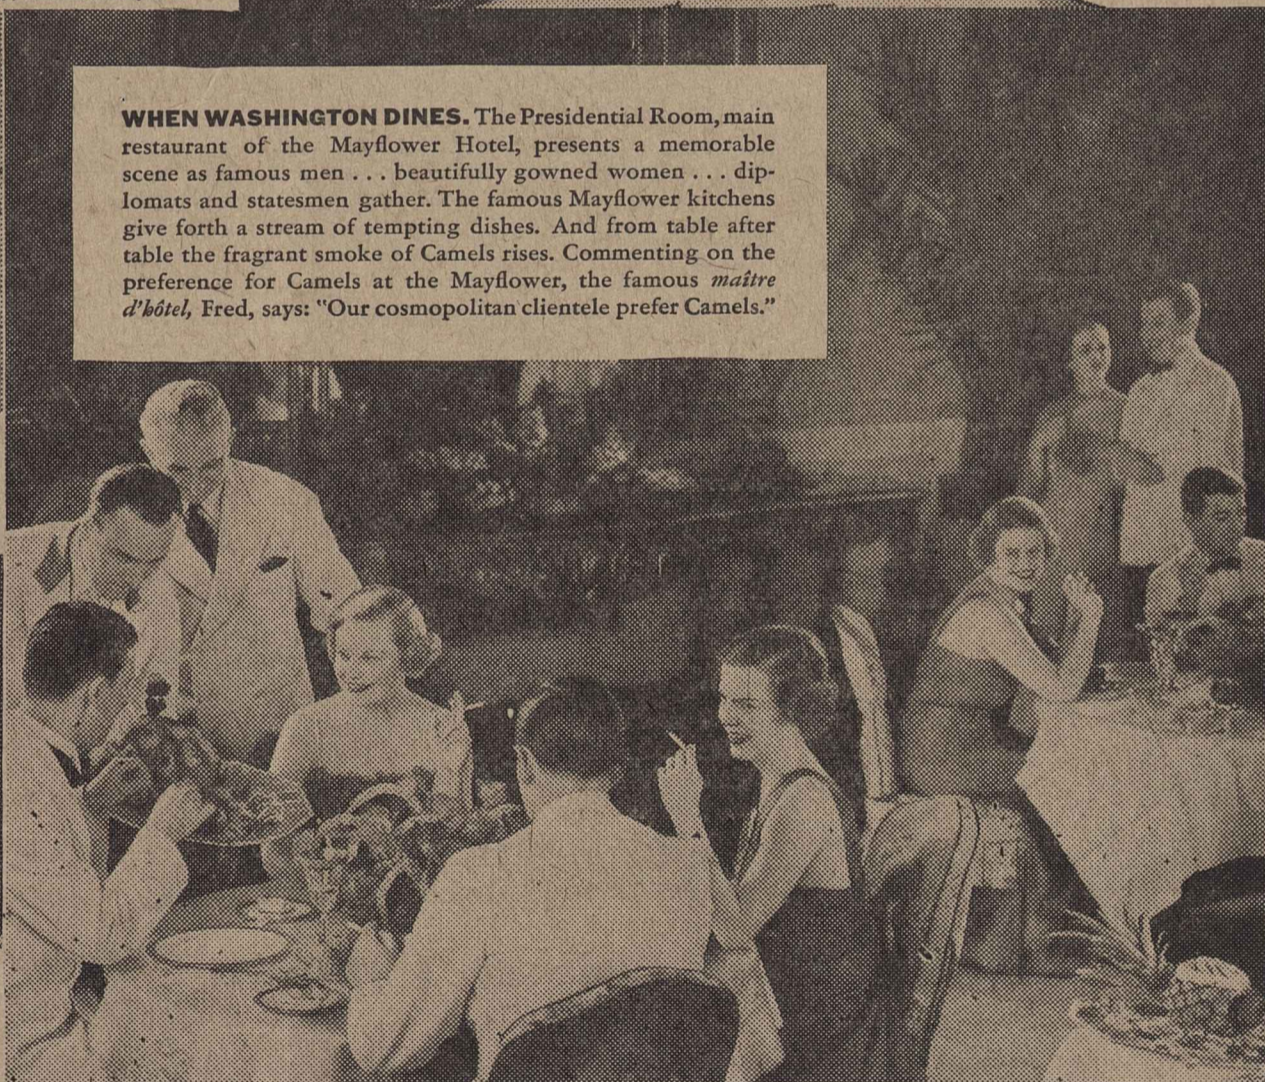 WHEN WASHINGTON DINES. The Presidential Room, main
restaurant of the Mayflower Hotel, presents a memorable
scene as famous men . . . beautifully gowned women . . . dip-
lomats and statesmen gather. The famous Mayflower kitchens
give forth a stream of tempting dishes. And from table after
table the fragrant smoke of Camels rises. Commenting on the
preference for Camels at the Mayflower, the famous maître
d'hôtel, Fred, says: "Our cosmopolitan clientele prefer Camels."